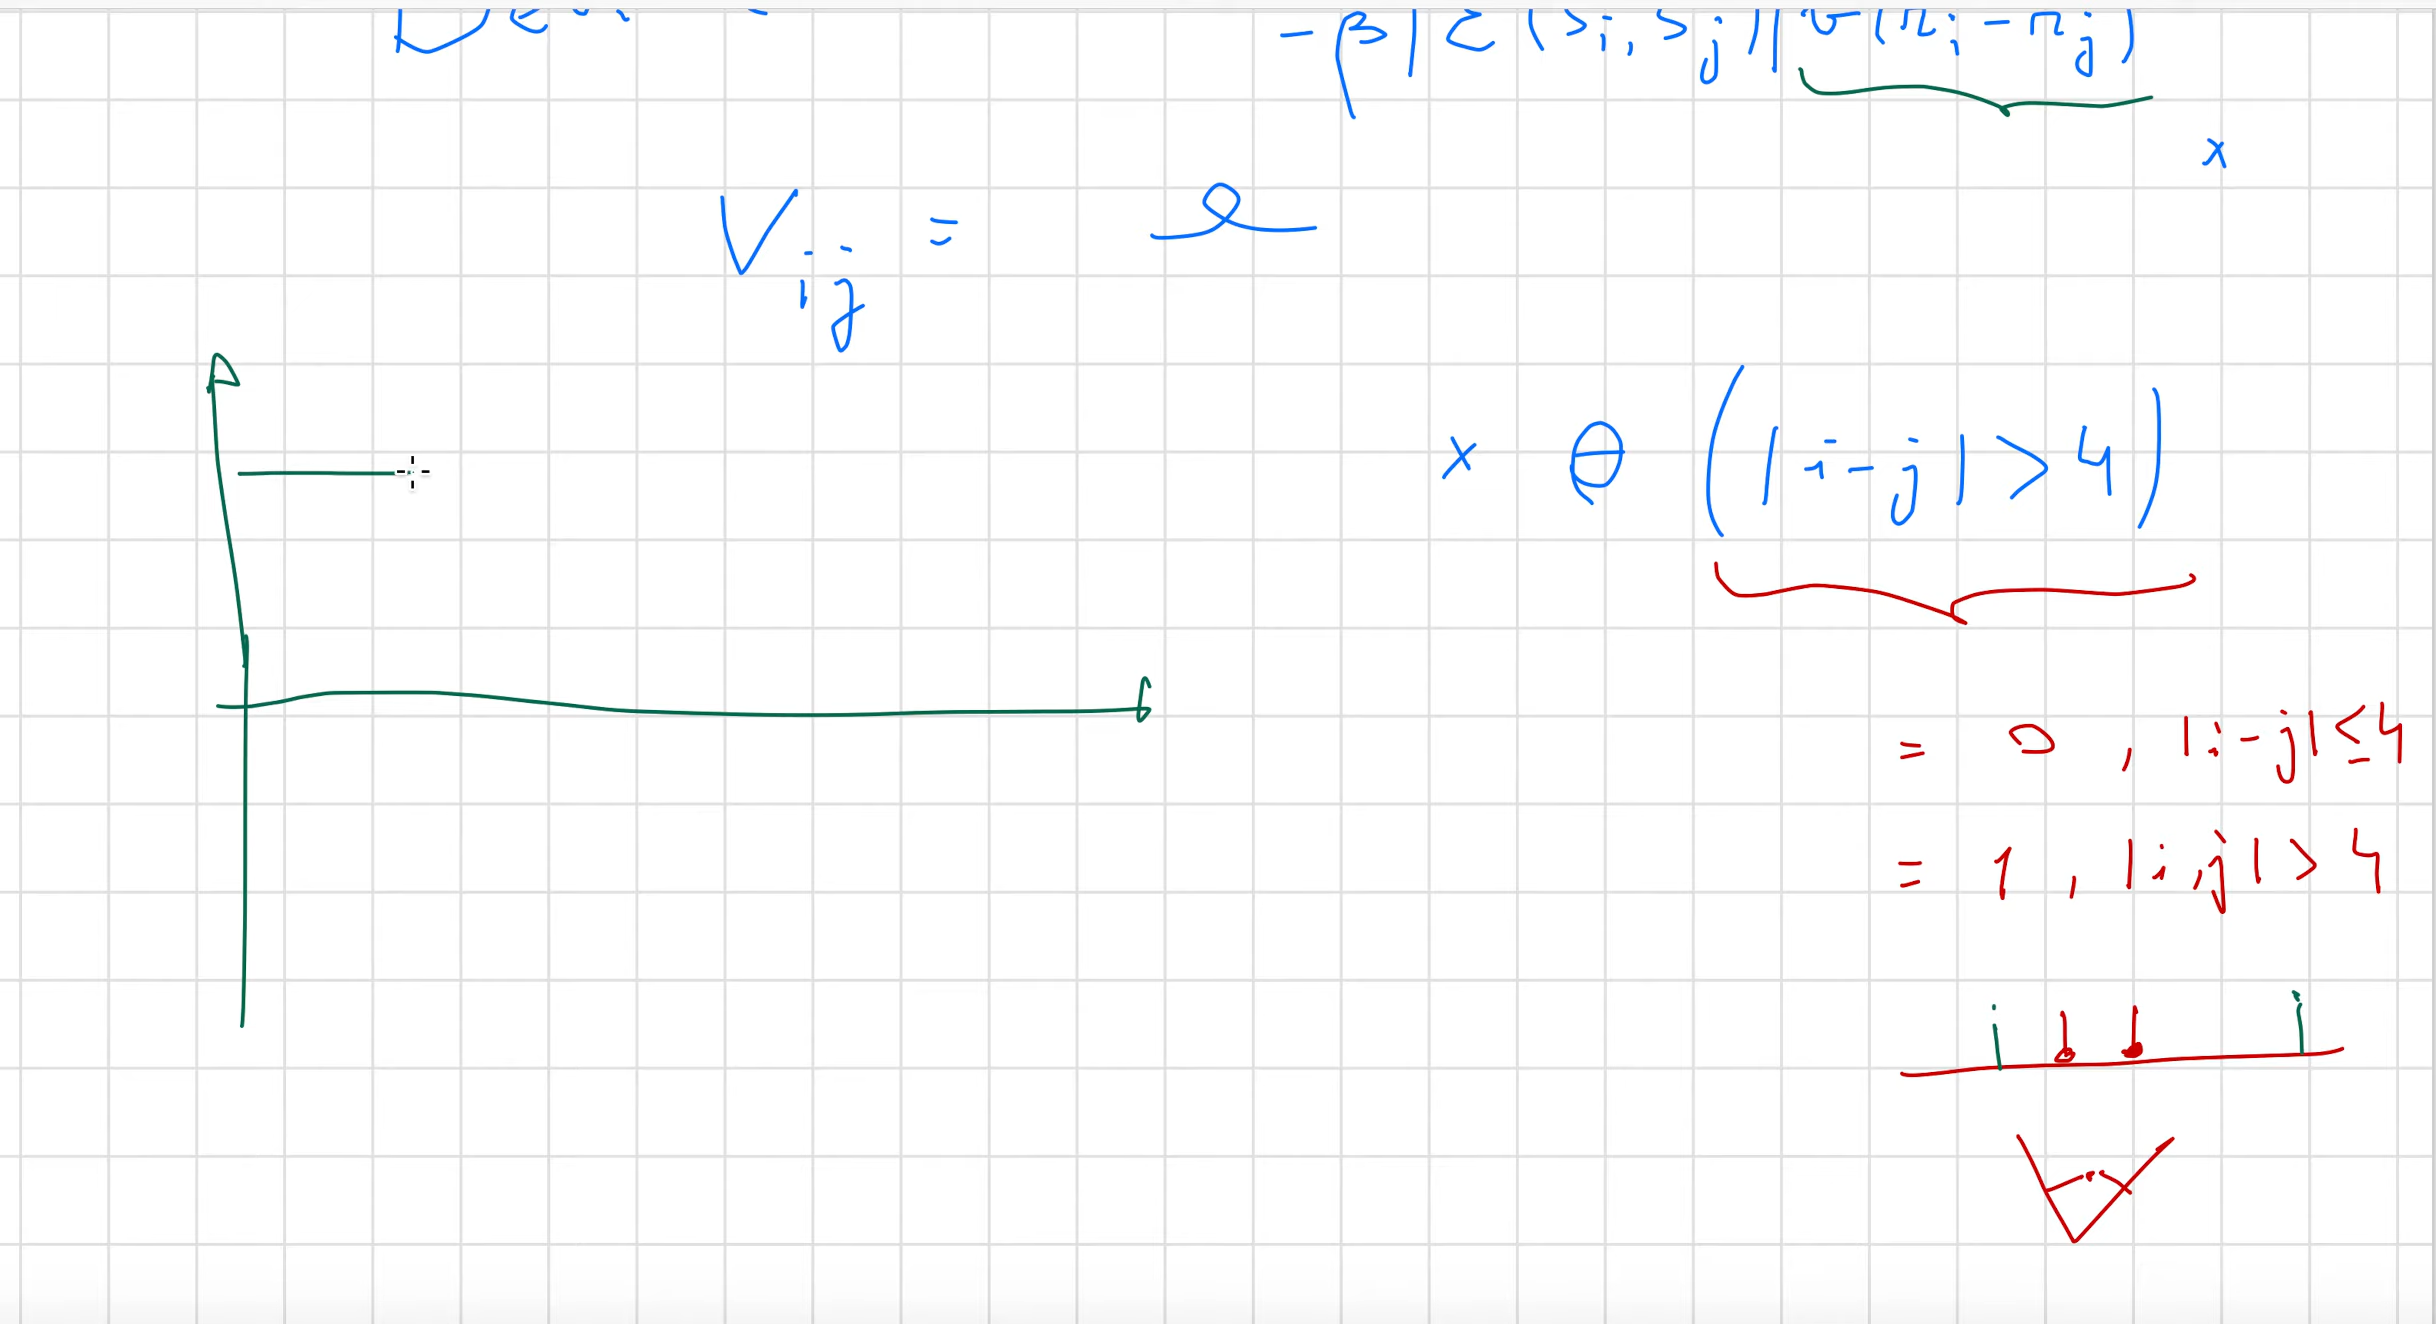 - β | ε (s_i, s_j) | σ (r_i - r_j)
x
V_ij = e
x θ ( | i - j | > 4 )
= 0 , |i - j| ≤ 4
= 1 , |i, j| > 4
i j